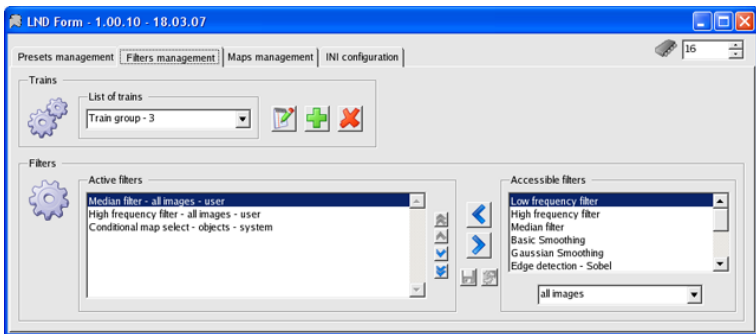 LND Form - 1.00.10 - 18.03.07
Presets management Filters management Maps management INI configuration
16
Trains
List of trains
Train group - 3
Filters
Active filters
Median filter - all images - user
High frequency filter - all images - user
Conditional map select - objects - system
Accessible filters
Low frequency filter
High frequency filter
Median filter
Basic Smoothing
Gaussian Smoothing
Edge detection - Sobel
all images